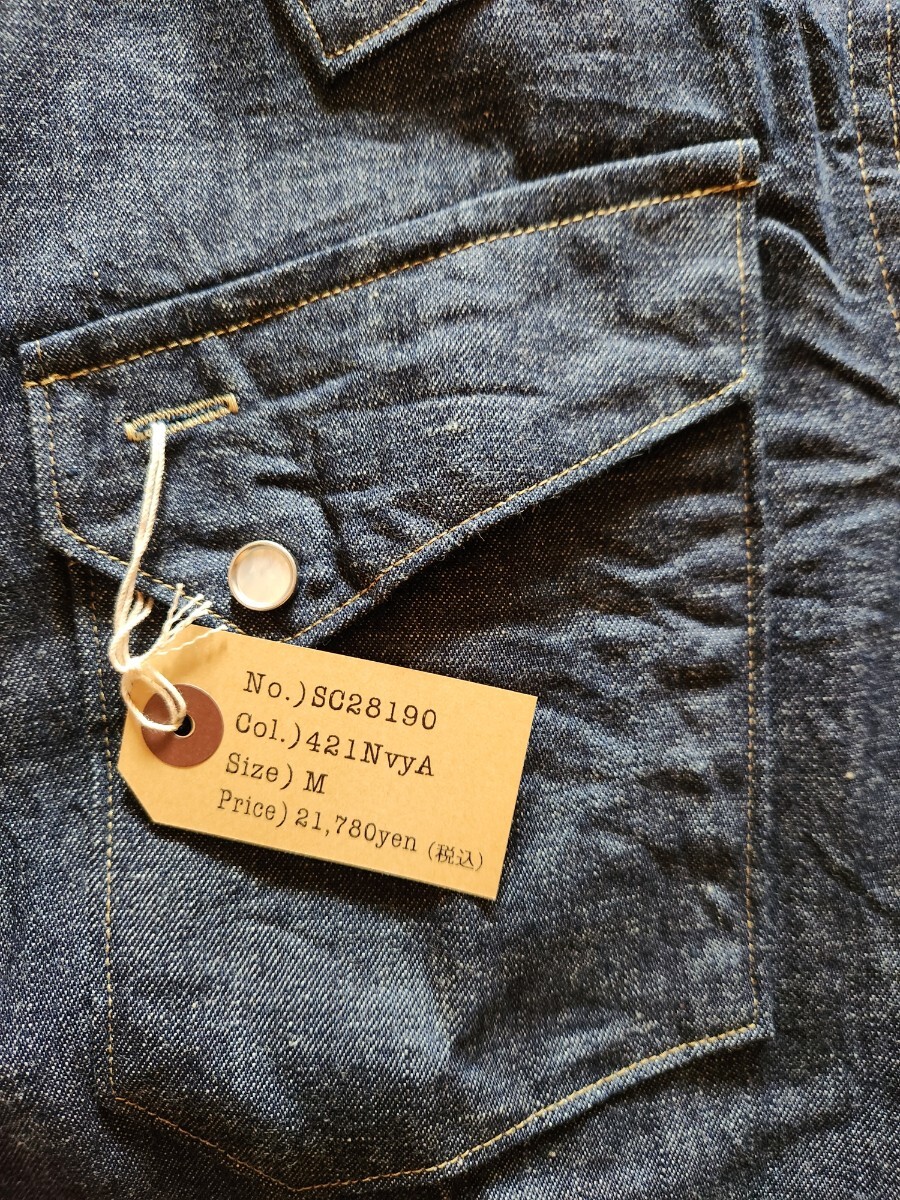 No.)SC28190
Col.)421NvyA
Size) M
Price) 21,780yen (税込)